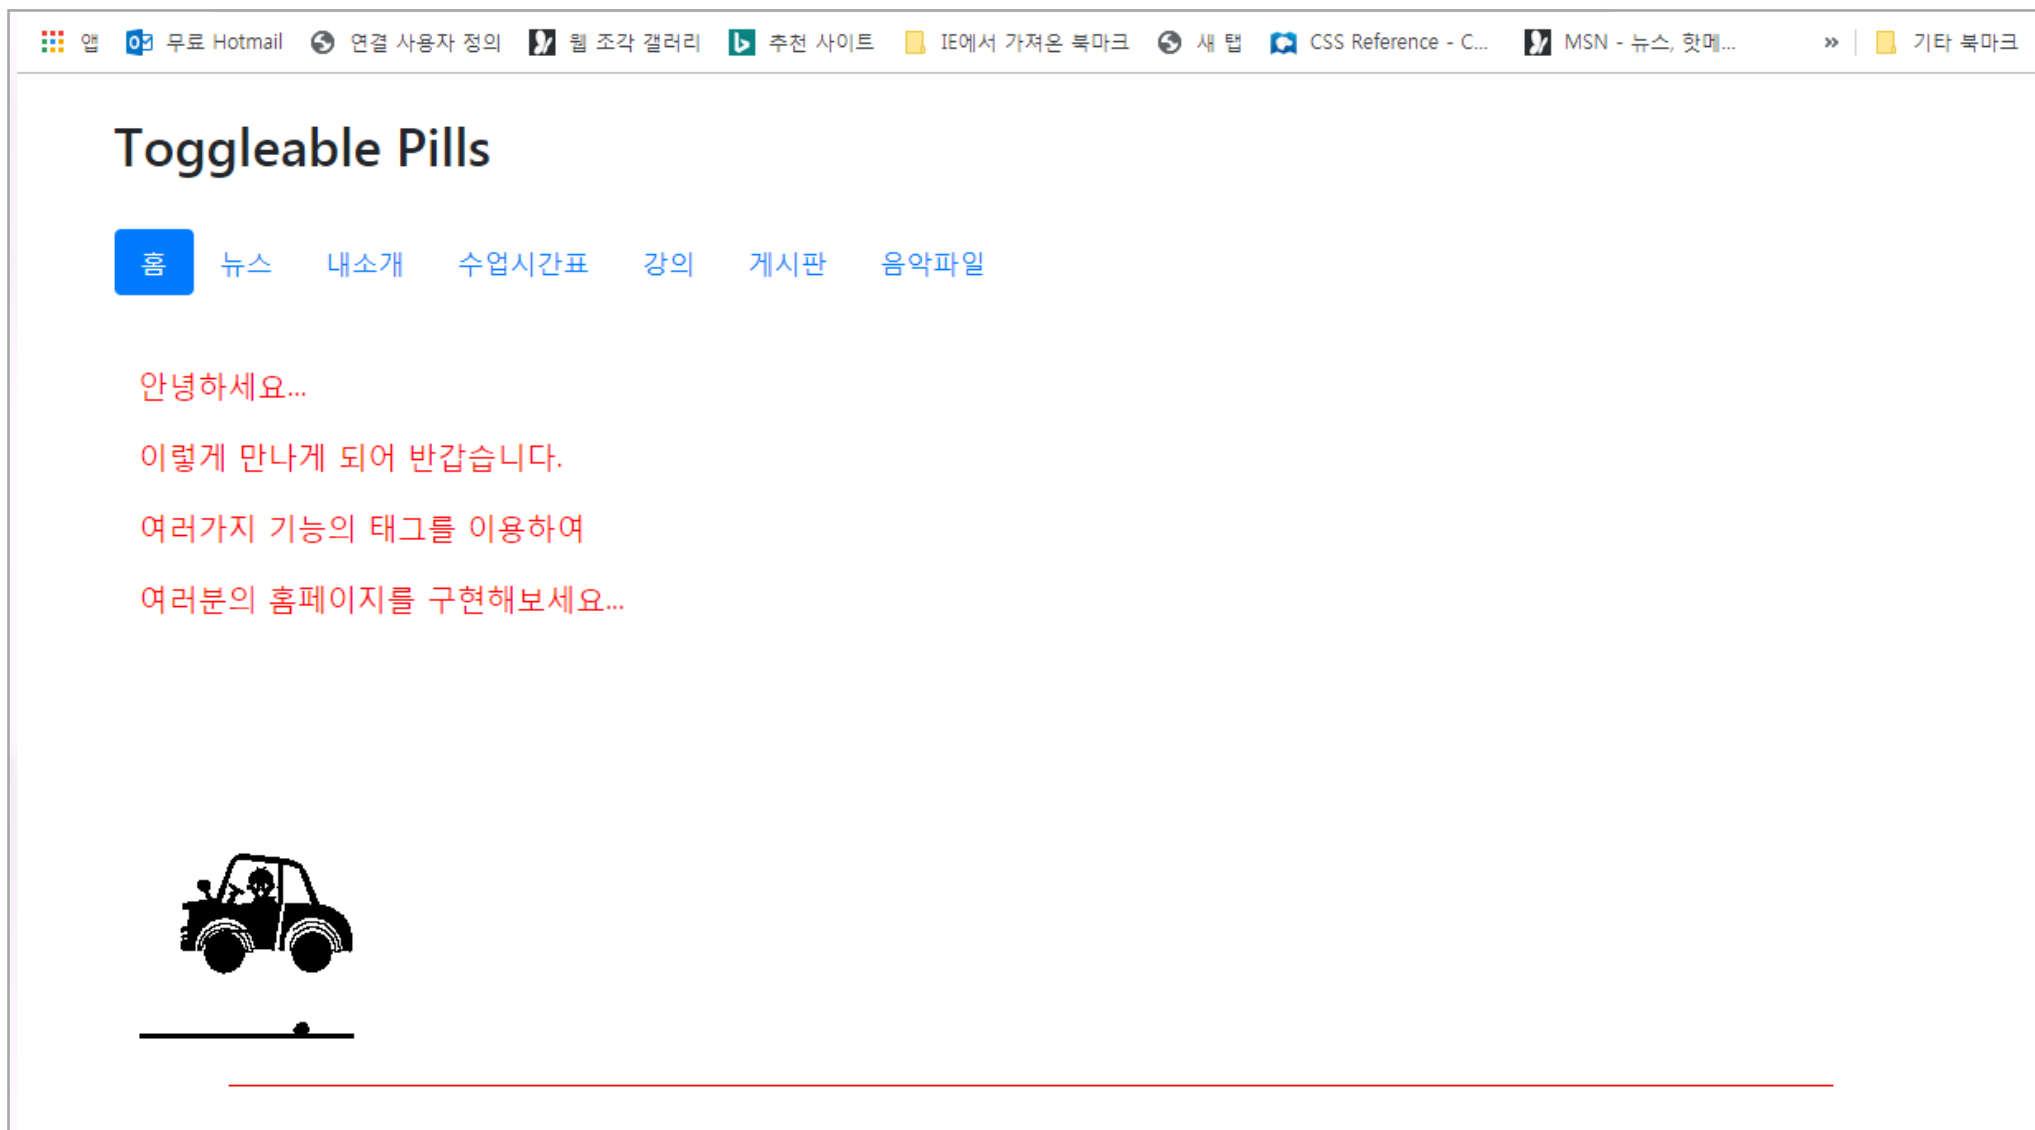 앱 무료 Hotmail 연결 사용자 정의 웹 조각 갤러리 추천 사이트 IE에서 가져온 북마크 새 탭 CSS Reference - C... MSN - 뉴스, 핫메... » 기타 북마크
Toggleable Pills
홈 뉴스 내소개 수업시간표 강의 게시판 음악파일
안녕하세요...
이렇게 만나게 되어 반갑습니다.
여러가지 기능의 태그를 이용하여
여러분의 홈페이지를 구현해보세요...